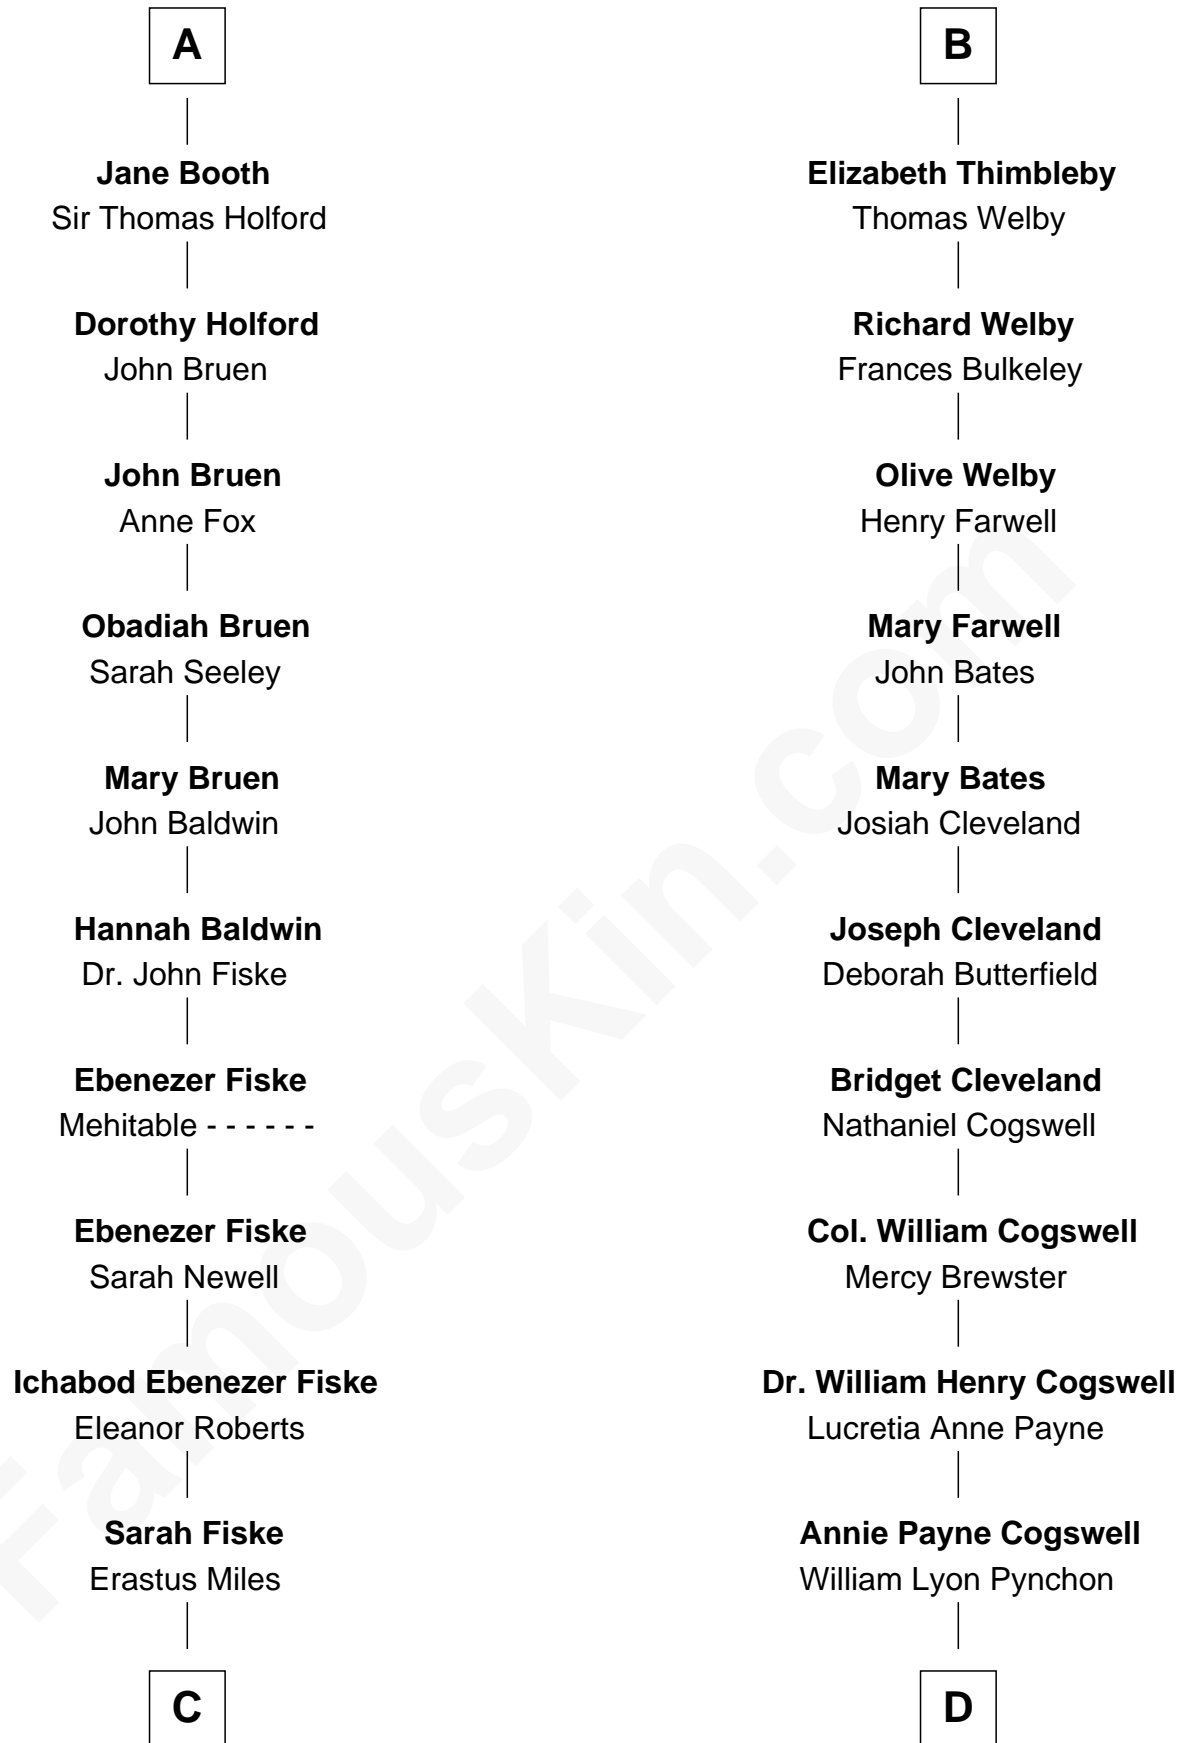 A
Jane Booth
Sir Thomas Holford
Dorothy Holford
John Bruen
John Bruen
Anne Fox
Obadiah Bruen
Sarah Seeley
Mary Bruen
John Baldwin
Hannah Baldwin
Dr. John Fiske
Ebenezer Fiske
Mehitable - - - - - -
Ebenezer Fiske
Sarah Newell
Ichabod Ebenezer Fiske
Eleanor Roberts
Sarah Fiske
Erastus Miles
C
B
Elizabeth Thimbleby
Thomas Welby
Richard Welby
Frances Bulkeley
Olive Welby
Henry Farwell
Mary Farwell
John Bates
Mary Bates
Josiah Cleveland
Joseph Cleveland
Deborah Butterfield
Bridget Cleveland
Nathaniel Cogswell
Col. William Cogswell
Mercy Brewster
Dr. William Henry Cogswell
Lucretia Anne Payne
Annie Payne Cogswell
William Lyon Pynchon
D
FamousKin.com